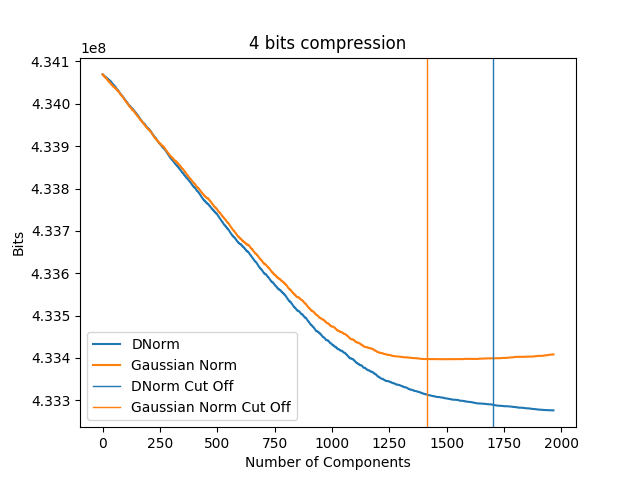 4 bits compression
1e8
4.341
4.340
4.339
4.338
4.337
4.336
4.335
4.334
4.333
Bits
DNorm
Gaussian Norm
DNorm Cut Off
Gaussian Norm Cut Off
0 250 500 750 1000 1250 1500 1750 2000
Number of Components